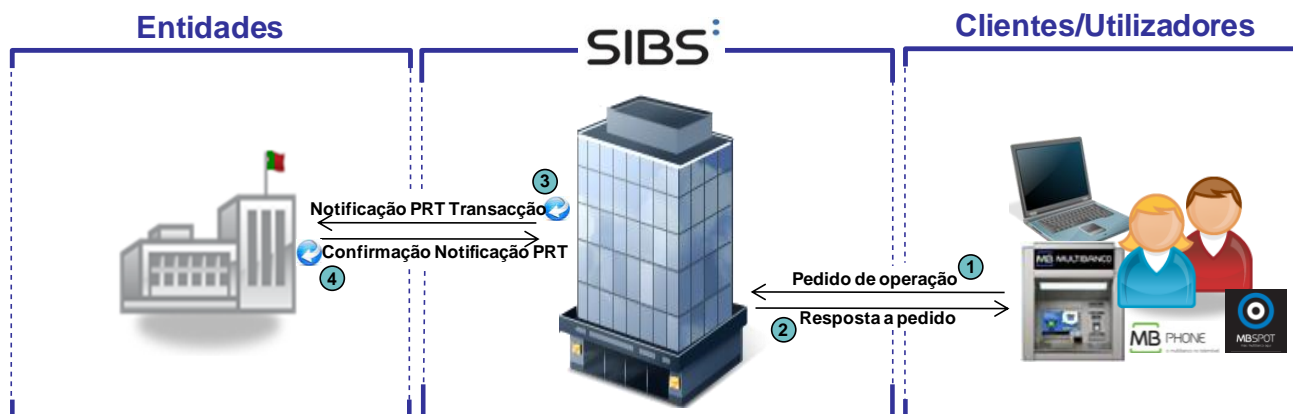 Entidades
SIBS
Clientes/Utilizadores
3
Notificação PRT Transacção
Confirmação Notificação PRT
4
1
Pedido de operação
2
Resposta a pedido
MB MULTIBANCO
MB PHONE
MBSPOT